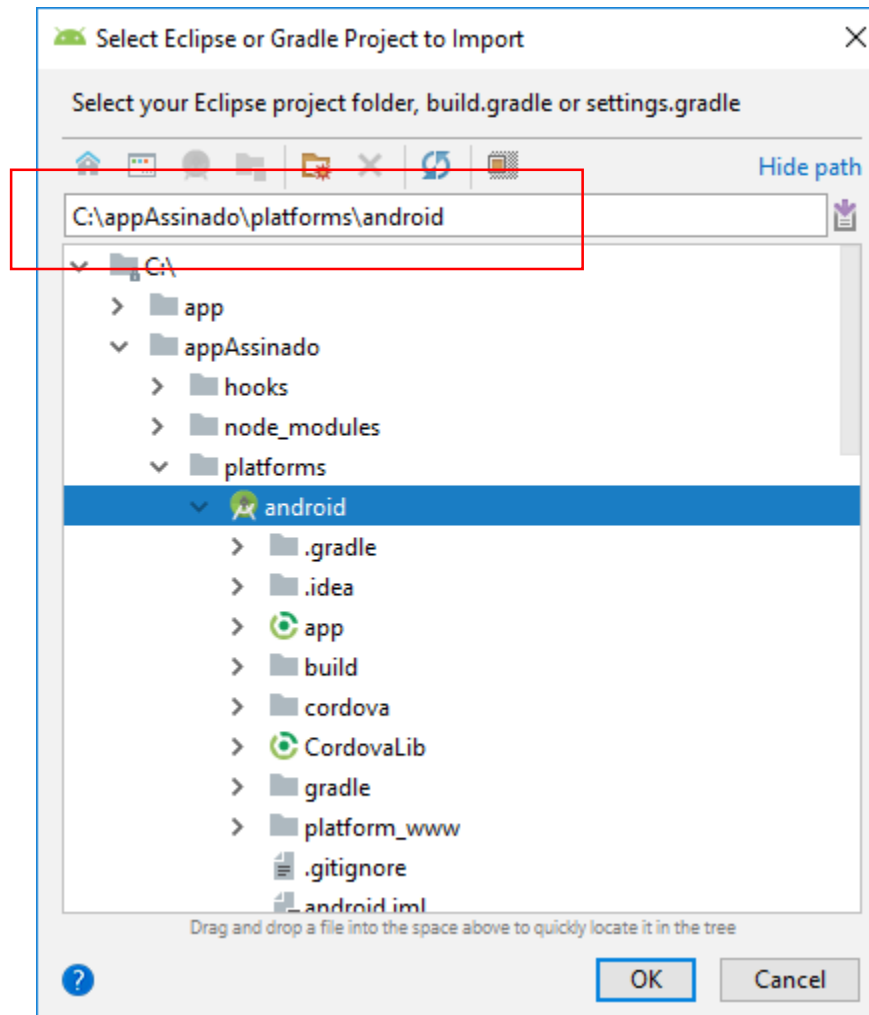 Select Eclipse or Gradle Project to Import
Select your Eclipse project folder, build.gradle or settings.gradle
Hide path
C:\appAssinado\platforms\android
C:\
app
appAssinado
hooks
node_modules
platforms
android
.gradle
.idea
app
build
cordova
CordovaLib
gradle
platform_www
.gitignore
android.iml
Drag and drop a file into the space above to quickly locate it in the tree
? OK Cancel